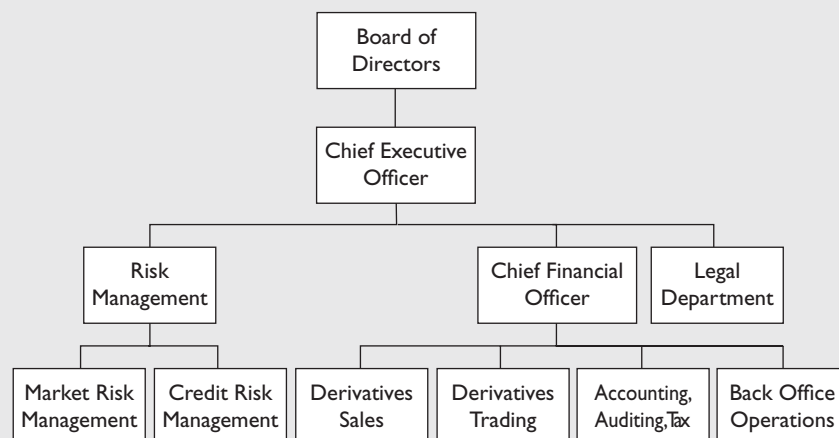 Board of
Directors
Chief Executive
Officer
Risk
Management
Chief Financial
Officer
Legal
Department
Market Risk
Management
Credit Risk
Management
Derivatives
Sales
Derivatives
Trading
Accounting,
Auditing,Tax
Back Office
Operations